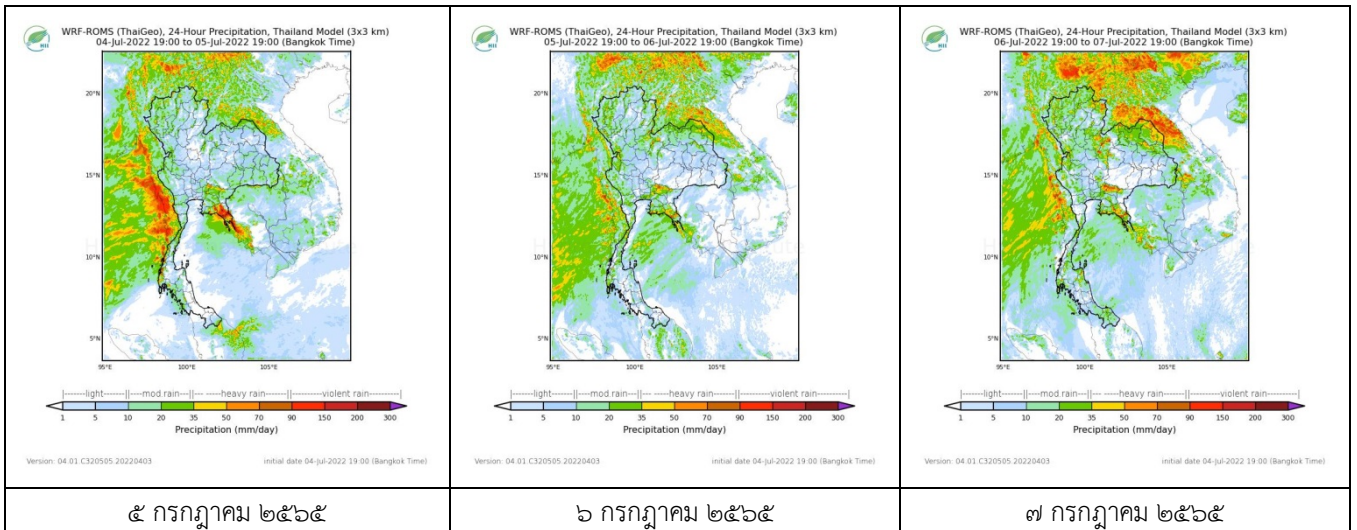 WRF-ROMS (ThaiGeo), 24-Hour Precipitation, Thailand Model (3x3 km)
04-Jul-2022 19:00 to 05-Jul-2022 19:00 (Bangkok Time)
HII
20°N
15°N
10°N
5°N
95°E 100°E 105°E
|-------light------||---mod.rain---||--- ---heavy rain---- ---||-------violent rain----|
1 5 10 20 35 50 70 90 150 200 300
Precipitation (mm/day)
Version: 04.01.C320505.20220403 initial date 04-Jul-2022 19:00 (Bangkok Time)
๕ กรกฎาคม ๒๕๖๕
WRF-ROMS (ThaiGeo), 24-Hour Precipitation, Thailand Model (3x3 km)
05-Jul-2022 19:00 to 06-Jul-2022 19:00 (Bangkok Time)
HII
20°N
15°N
10°N
5°N
95°E 100°E 105°E
|-------light------||---mod.rain---||--- ---heavy rain---- ---||-------violent rain----|
1 5 10 20 35 50 70 90 150 200 300
Precipitation (mm/day)
Version: 04.01.C320505.20220403 initial date 04-Jul-2022 19:00 (Bangkok Time)
๖ กรกฎาคม ๒๕๖๕
WRF-ROMS (ThaiGeo), 24-Hour Precipitation, Thailand Model (3x3 km)
06-Jul-2022 19:00 to 07-Jul-2022 19:00 (Bangkok Time)
HII
20°N
15°N
10°N
5°N
95°E 100°E 105°E
|-------light------||---mod.rain---||--- ---heavy rain---- ---||-------violent rain----|
1 5 10 20 35 50 70 90 150 200 300
Precipitation (mm/day)
Version: 04.01.C320505.20220403 initial date 04-Jul-2022 19:00 (Bangkok Time)
๗ กรกฎาคม ๒๕๖๕